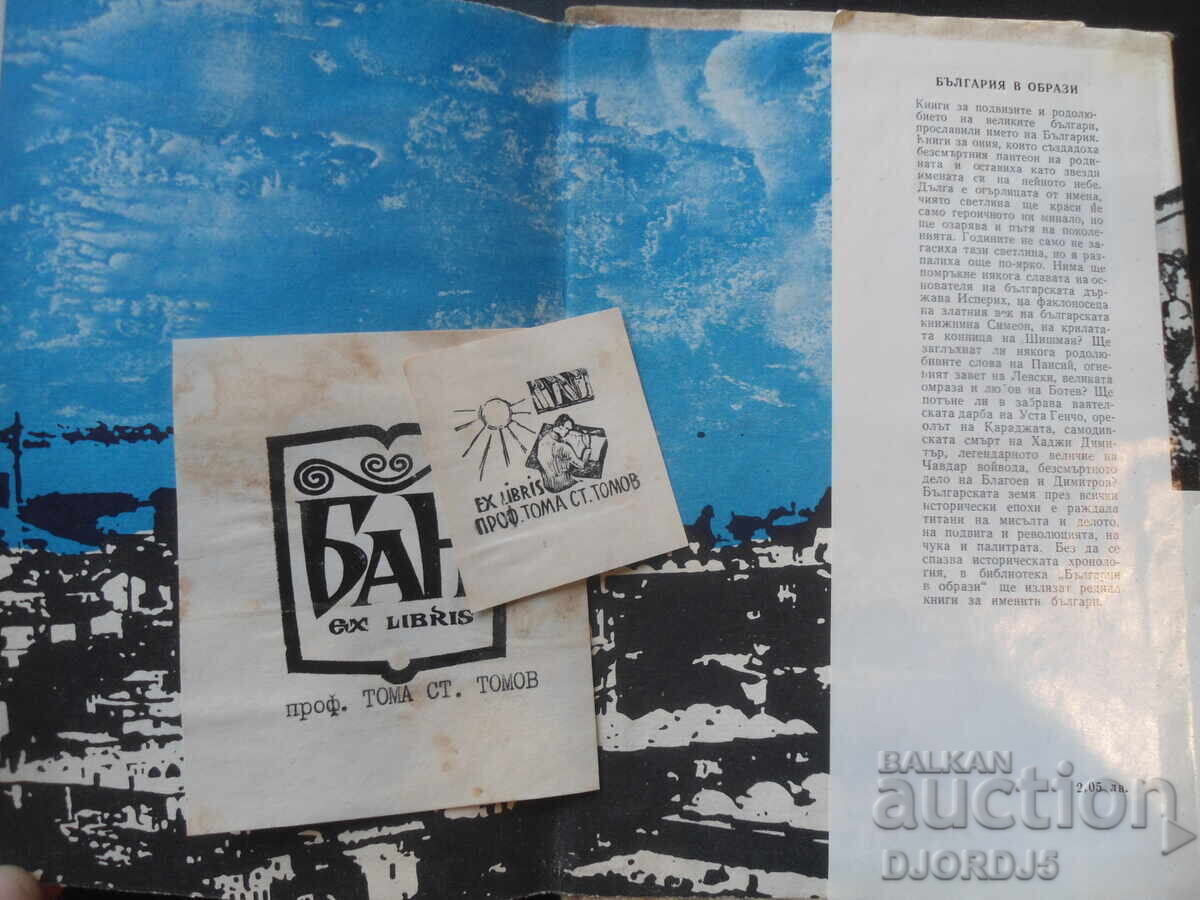 БЪЛГАРИЯ В ОБРАЗИ
Книги за подвизите и родолю-
бието на великите българи,
прославили името на България.
Книги за ония, които създадоха
безсмъртния пантеон на роди-
ната и оставиха като звезди
имената си на нейното небе.
Дълга е огърлицата от имена,
чиято светлина ще краси не
само героичното ни минало, но
ще озарява и пътя на поколе-
нията. Годините не само не за-
гасиха тази светлина, но я раз-
палиха още по-ярко. Нима ще
помръкне някога славата на ос-
нователя на българската дър-
жава Исперих, на факлоносеца
на златния век на българската
книжнина Симеон, на крилата-
та конница на Шишман? Ще
заглъхнат ли някога родолю-
бивите слова на Паисий, огне-
ният завет на Левски, великата
омраза и любов на Ботев? Ще
потъне ли в забрава ваятел-
ската дарба на Уста Генчо, оре-
олът на Караджата, самодив-
ската смърт на Хаджи Дими-
тър, легендарното величие на
Чавдар войвода, безсмъртното
дело на Благоев и Димитров?
Българската земя през всички
исторически епохи е раждала
титани на мисълта и делото,
на подвига и революцията, на
чука и палитрата. Без да се
спазва историческата хроноло-
гия, в библиотека „България
в образи“ ще излязат редица
книги за именити българи.
2,05 лв.
EX LIBRIS
ПРОФ. ТОМА СТ. ТОМОВ
БАН
EX LIBRIS
проф. ТОМА СТ. ТОМОВ
BALKAN
auction
DJORDJ5